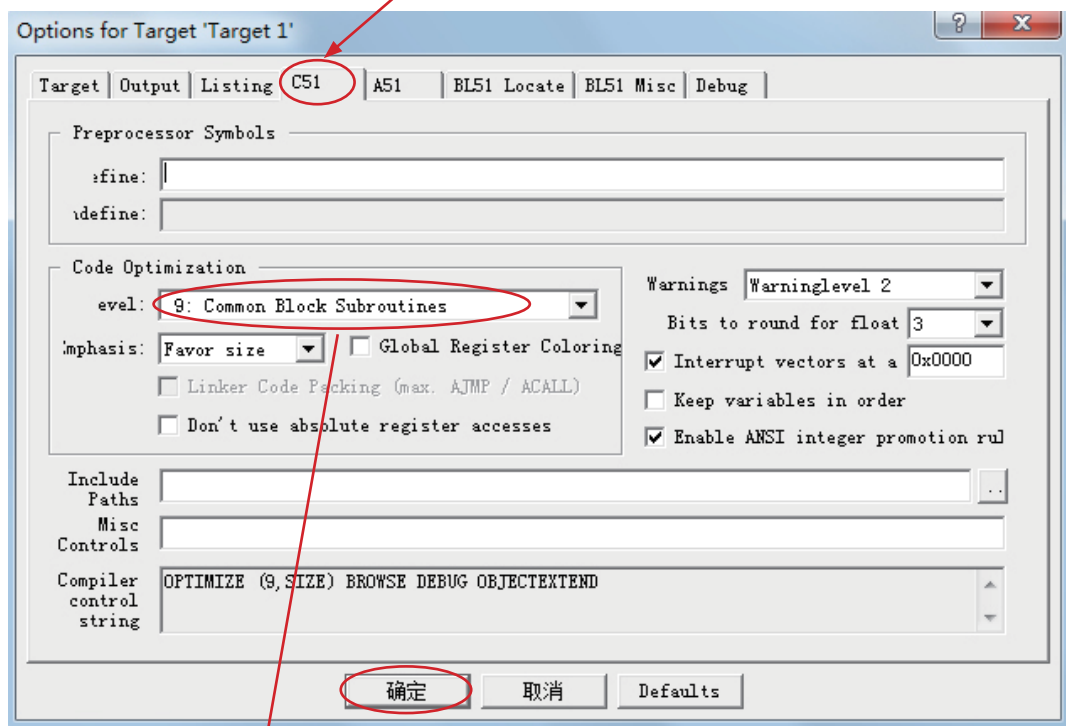 Options for Target 'Target 1'
Target Output Listing C51 A51 BL51 Locate BL51 Misc Debug
Preprocessor Symbols
efine:
define:
Code Optimization
evel: 9: Common Block Subroutines
mphasis: Favor size Global Register Coloring
Linker Code Packing (max. AJMP / ACALL)
Don't use absolute register accesses
Warnings Warninglevel 2
Bits to round for float 3
Interrupt vectors at a 0x0000
Keep variables in order
Enable ANSI integer promotion rul
Include
Paths
..
Misc
Controls
Compiler
control
string
OPTIMIZE (9,SIZE) BROWSE DEBUG OBJECTEXTEND
确定 取消 Defaults